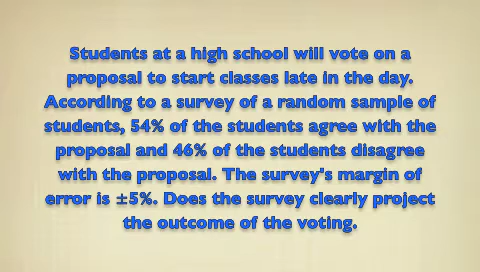 Students at a high school will vote on a
proposal to start classes late in the day.
According to a survey of a random sample of
students, 54% of the students agree with the
proposal and 46% of the students disagree
with the proposal. The survey's margin of
error is ±5%. Does the survey clearly project
the outcome of the voting.